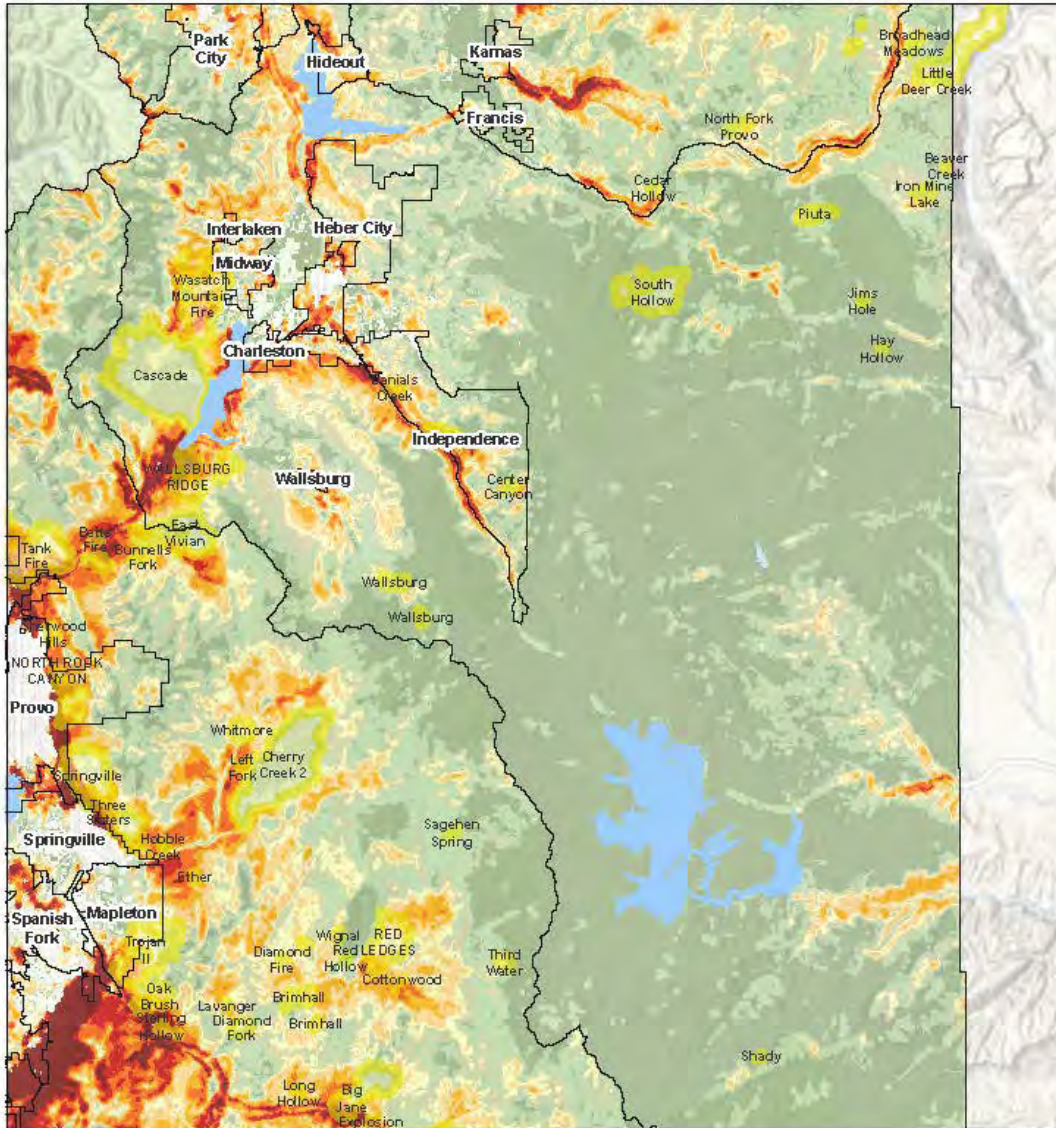 Park
City
Hideout
Kamas
Broadhead
Meadows
Little
Deer Creek
Francis
North Fork
Provo
Beaver
Creek
Cedar
Hollow
Iron Mine
Lake
Piuta
Interlaken
Heber City
Midway
Wasatch
Mountain
Fire
South
Hollow
Jims
Hole
Hay
Hollow
Charleston
Cascade
Danials
Creek
Independence
WALLSBURG
RIDGE
Wallsburg
Center
Canyon
Tank
Fire
Betts
Fire
Bunnells
Fork
East
Vivian
Wallsburg
Wallsburg
Sherwood
Hills
NORTH ROCK
CANYON
Provo
Whitmore
Left
Fork
Cherry
Creek 2
Springville
Three
Sisters
Springville
Hobble
Creek
Sagehen
Spring
Ether
Mapleton
Spanish
Fork
Trojan
II
Wignal
Red
Hollow
RED
LEDGES
Diamond
Fire
Cottonwood
Third
Water
Oak
Brush
Sterling
Hollow
Lavanger
Brimhall
Diamond
Fork
Brimhall
Shady
Long
Hollow
Big
Jane
Explosion